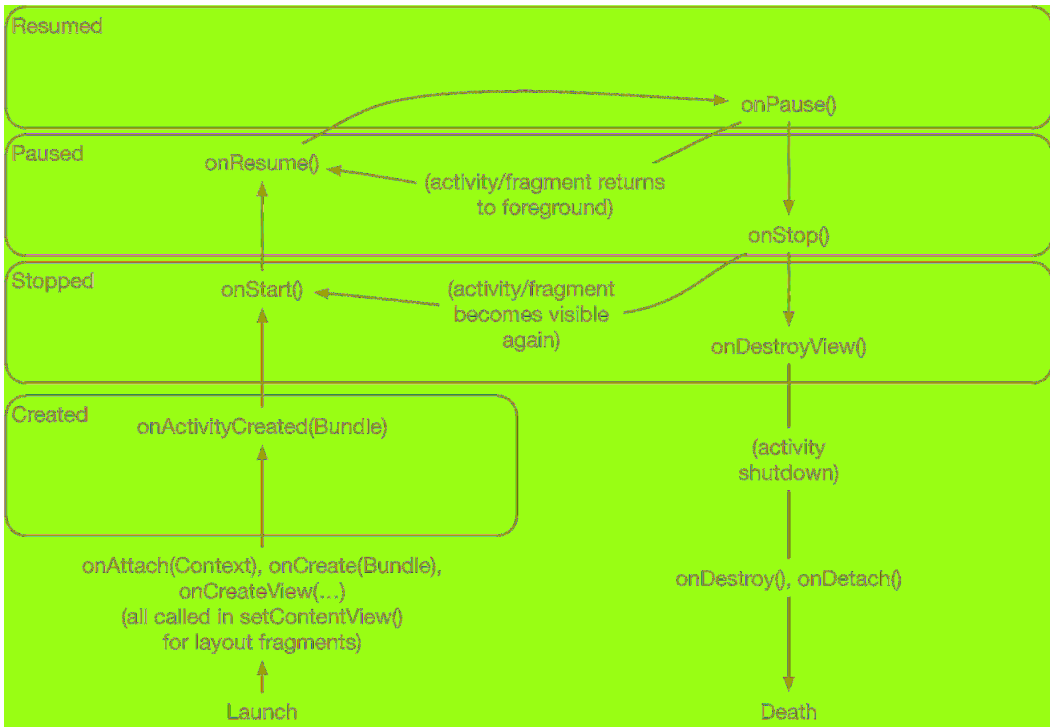 Resumed
onPause()
Paused
onResume()
(activity/fragment returns
to foreground)
onStop()
Stopped
onStart()
(activity/fragment
becomes visible
again)
onDestroyView()
Created
onActivityCreated(Bundle)
(activity
shutdown)
onAttach(Context), onCreate(Bundle),
onCreateView(...)
(all called in setContentView()
for layout fragments)
onDestroy(), onDetach()
Launch
Death